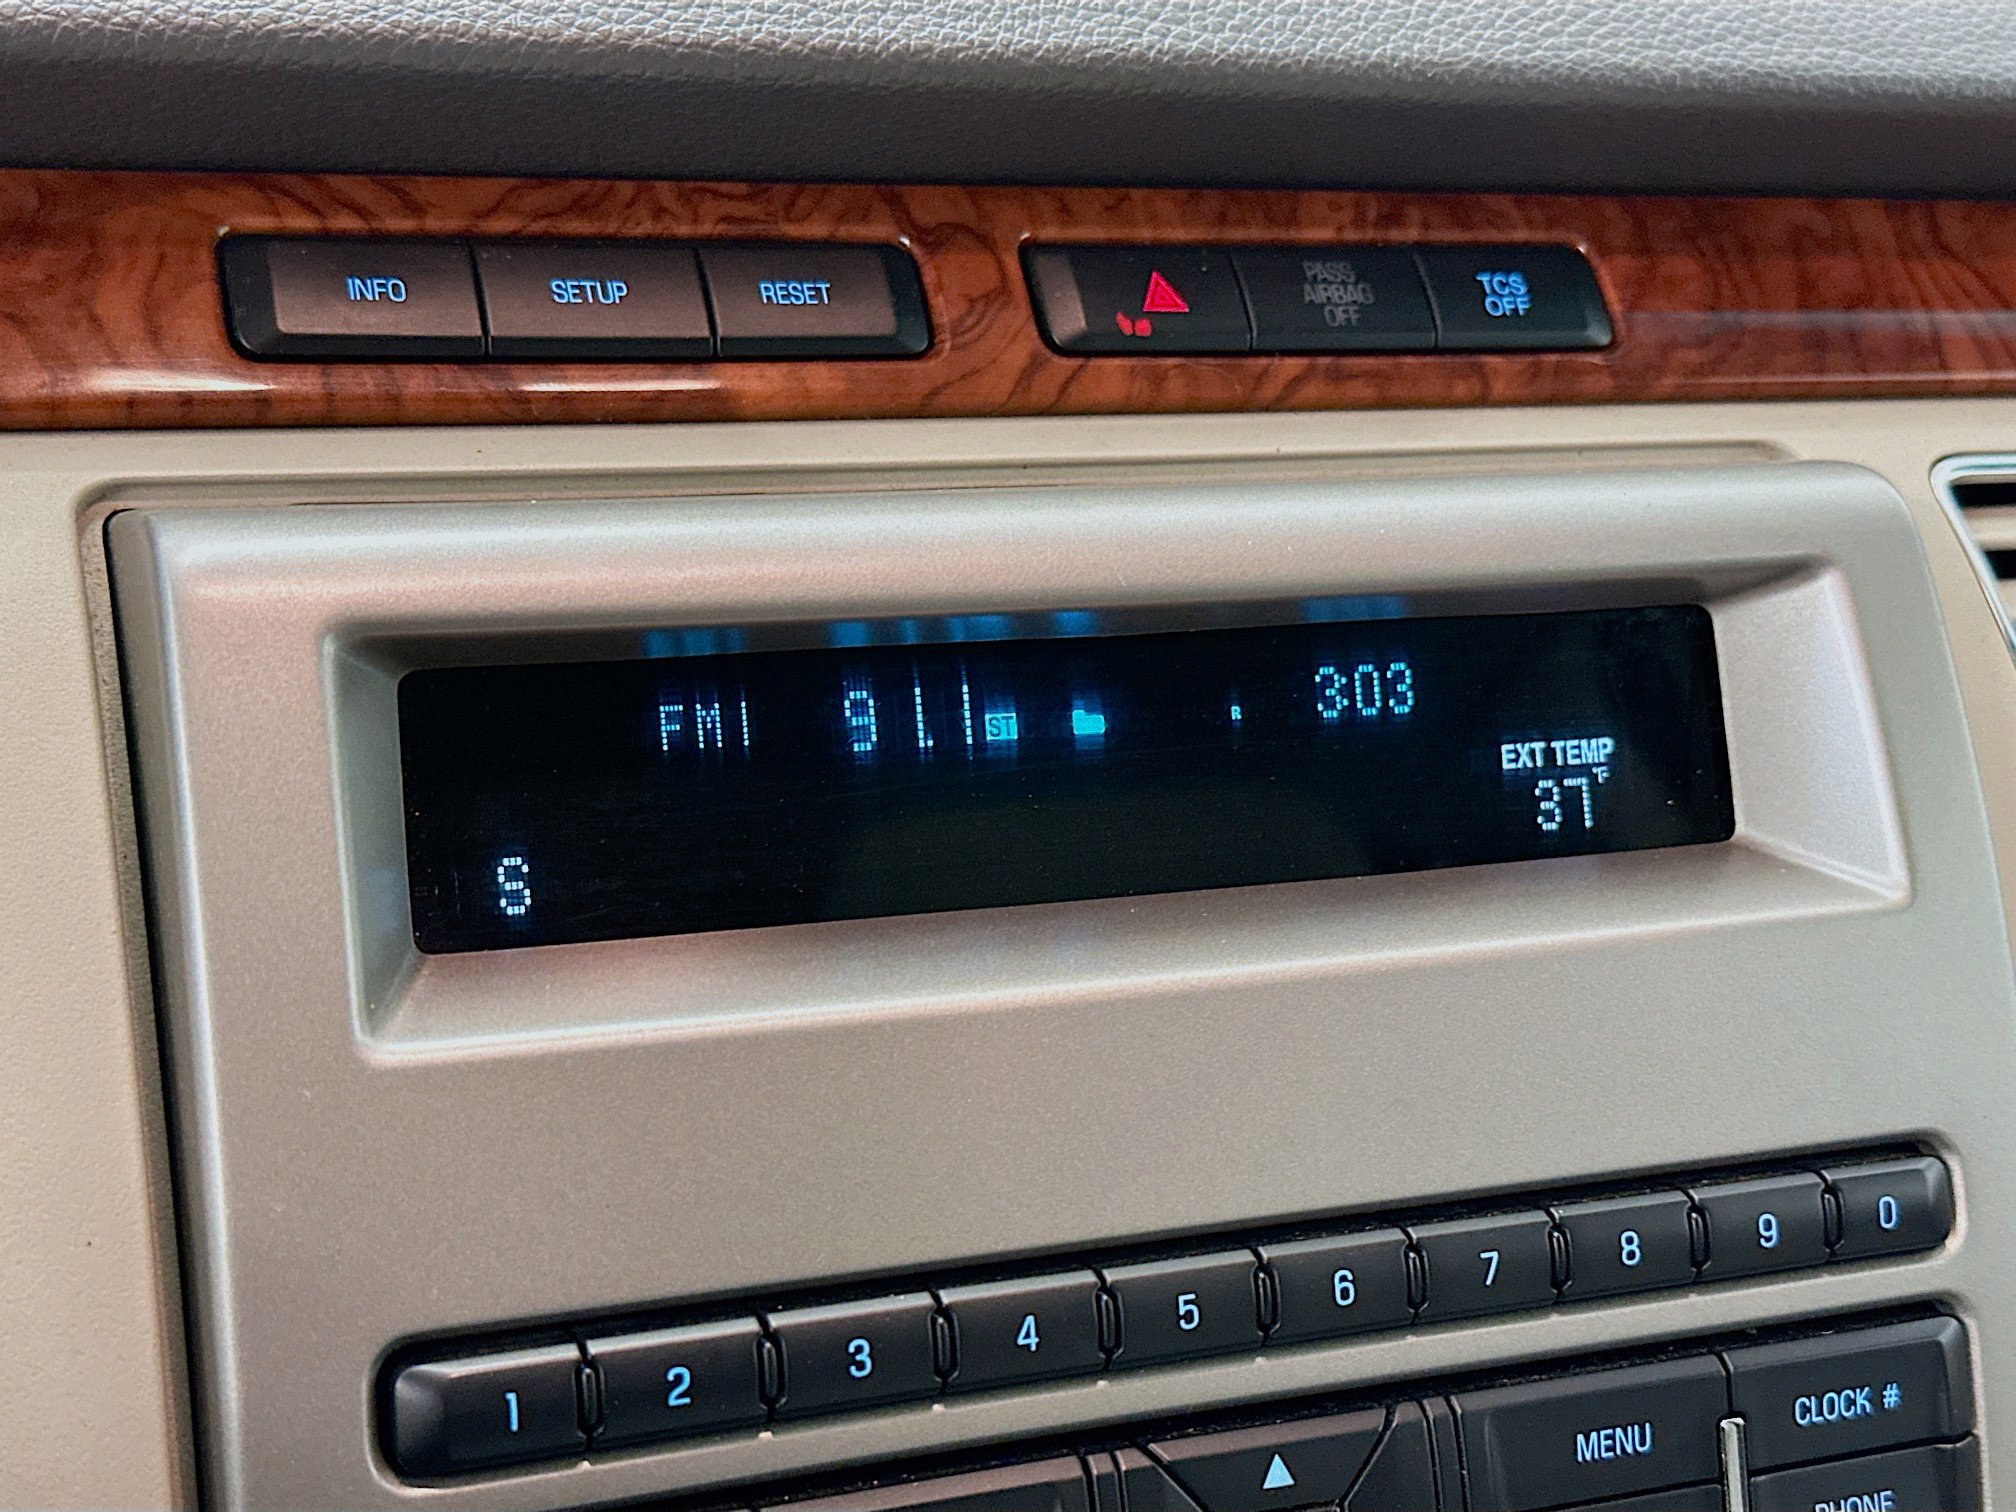 INFO SETUP RESET
PASS AIRBAG OFF
TCS OFF
FM1 91.1 ST R 3:03
EXT TEMP
37°F
S
1 2 3 4 5 6 7 8 9 0
MENU CLOCK #
PHONE